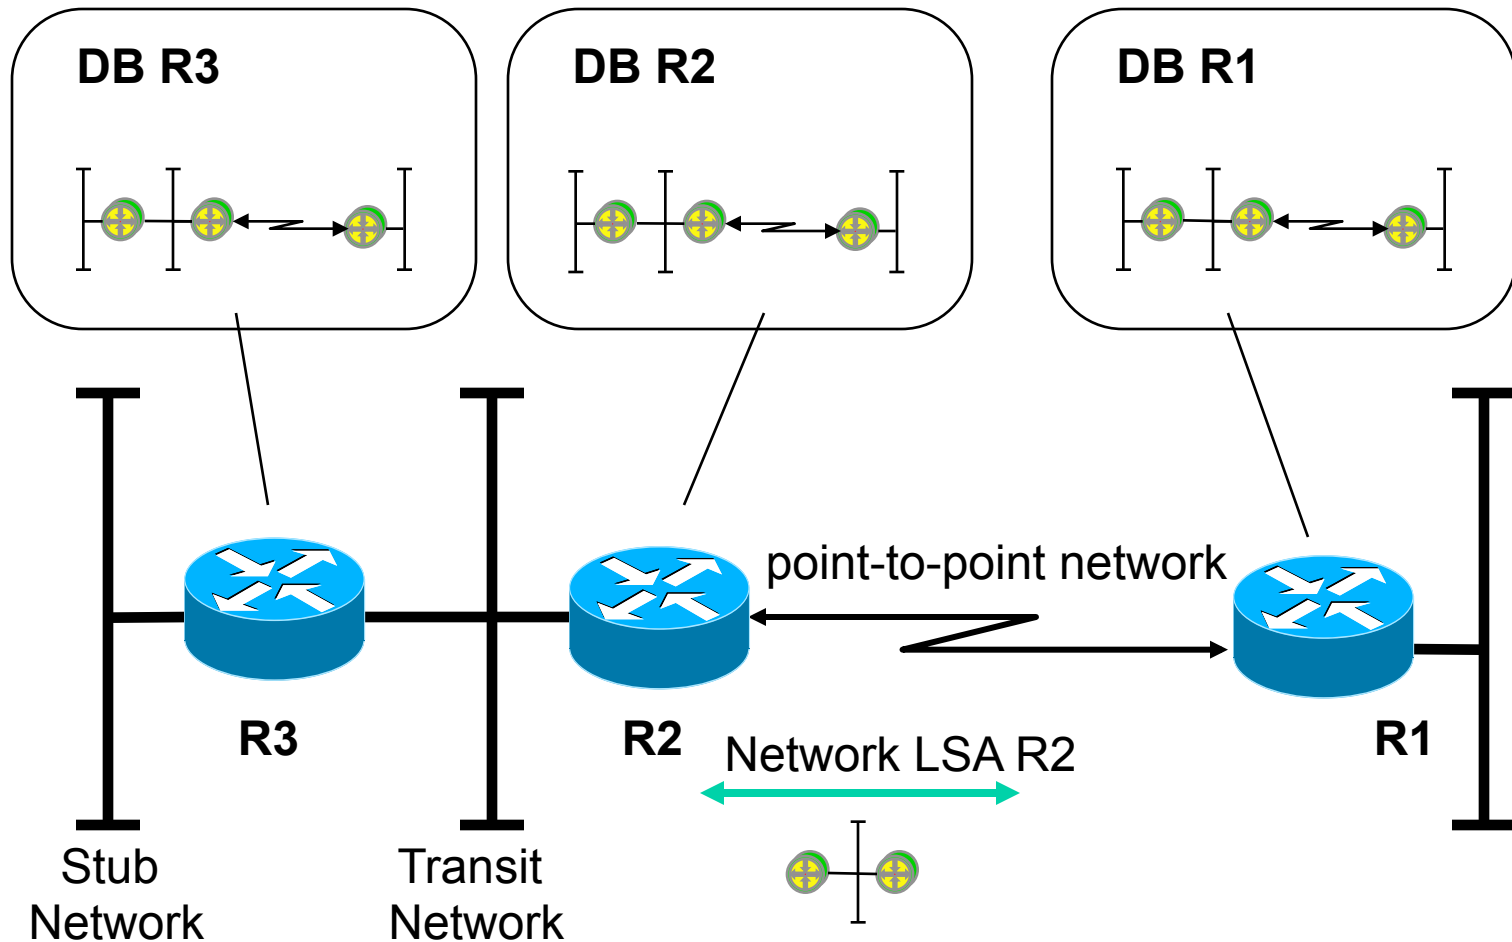 DB R3
DB R2
DB R1
point-to-point network
R3
R2
R1
Network LSA R2
Stub
Network
Transit
Network